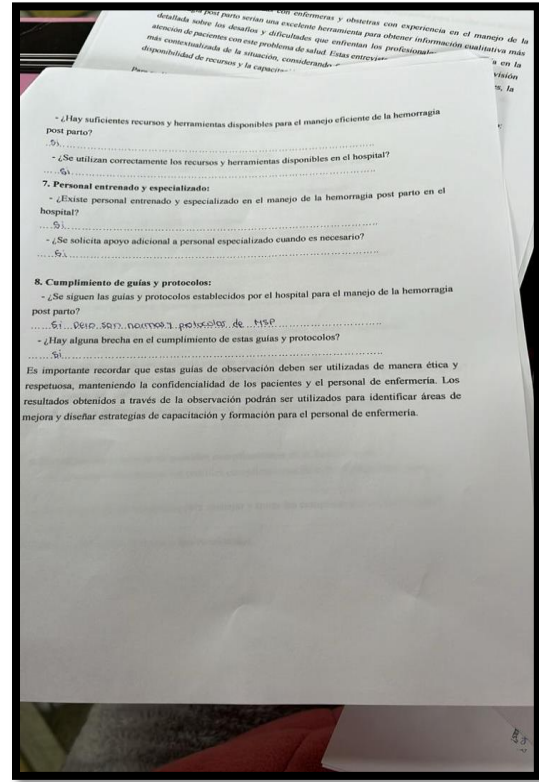 post parto serían una excelente herramienta para obtener información cualitativa más
con enfermeras y obstetras con experiencia en el manejo de la
detallada sobre los desafíos y dificultades que enfrentan los profesionales
a en la
atención de pacientes con este problema de salud. Estas entrevist
visión
más contextualizada de la situación, considerando
es, la
disponibilidad de recursos y la capacita
- ¿Hay suficientes recursos y herramientas disponibles para el manejo eficiente de la hemorragia
post parto?
Si
- ¿Se utilizan correctamente los recursos y herramientas disponibles en el hospital?
Si
7. Personal entrenado y especializado:
- ¿Existe personal entrenado y especializado en el manejo de la hemorragia post parto en el
hospital?
Si
- ¿Se solicita apoyo adicional a personal especializado cuando es necesario?
Si
8. Cumplimiento de guías y protocolos:
- ¿Se siguen las guías y protocolos establecidos por el hospital para el manejo de la hemorragia
post parto?
Si pero son normas y protocolos de MSP
- ¿Hay alguna brecha en el cumplimiento de estas guías y protocolos?
Si
Es importante recordar que estas guías de observación deben ser utilizadas de manera ética y
respetuosa, manteniendo la confidencialidad de los pacientes y el personal de enfermería. Los
resultados obtenidos a través de la observación podrán ser utilizados para identificar áreas de
mejora y diseñar estrategias de capacitación y formación para el personal de enfermería.